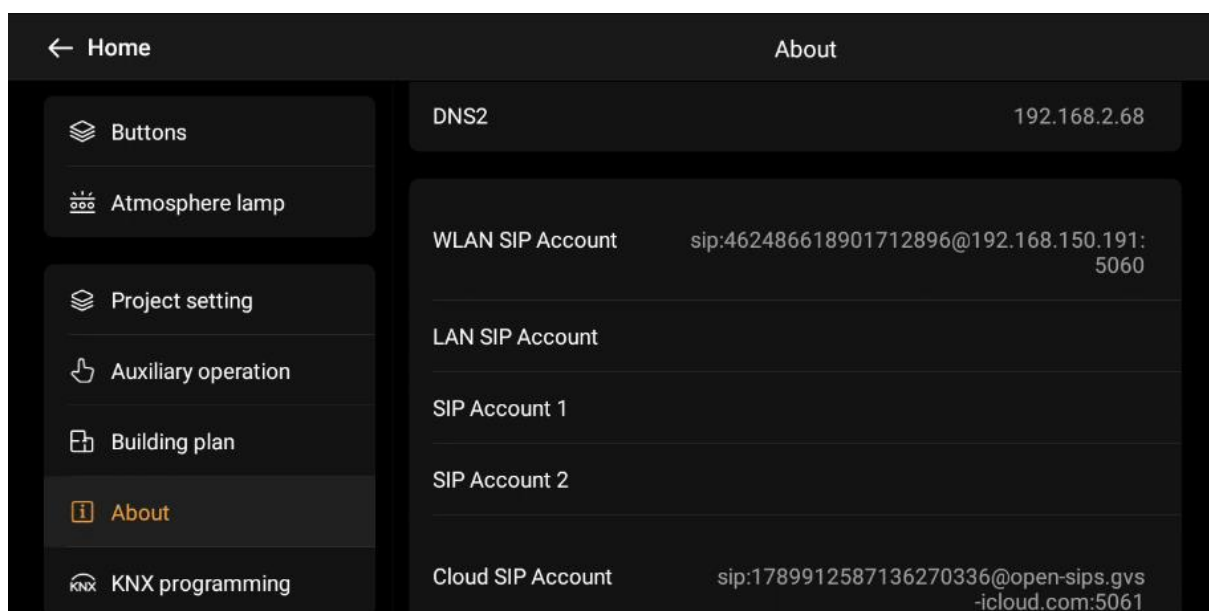 Home
About
Buttons
Atmosphere lamp
Project setting
Auxiliary operation
Building plan
About
KNX KNX programming
DNS2 192.168.2.68
WLAN SIP Account sip:462486618901712896@192.168.150.191:
5060
LAN SIP Account
SIP Account 1
SIP Account 2
Cloud SIP Account sip:1789912587136270336@open-sips.gvs
-icloud.com:5061